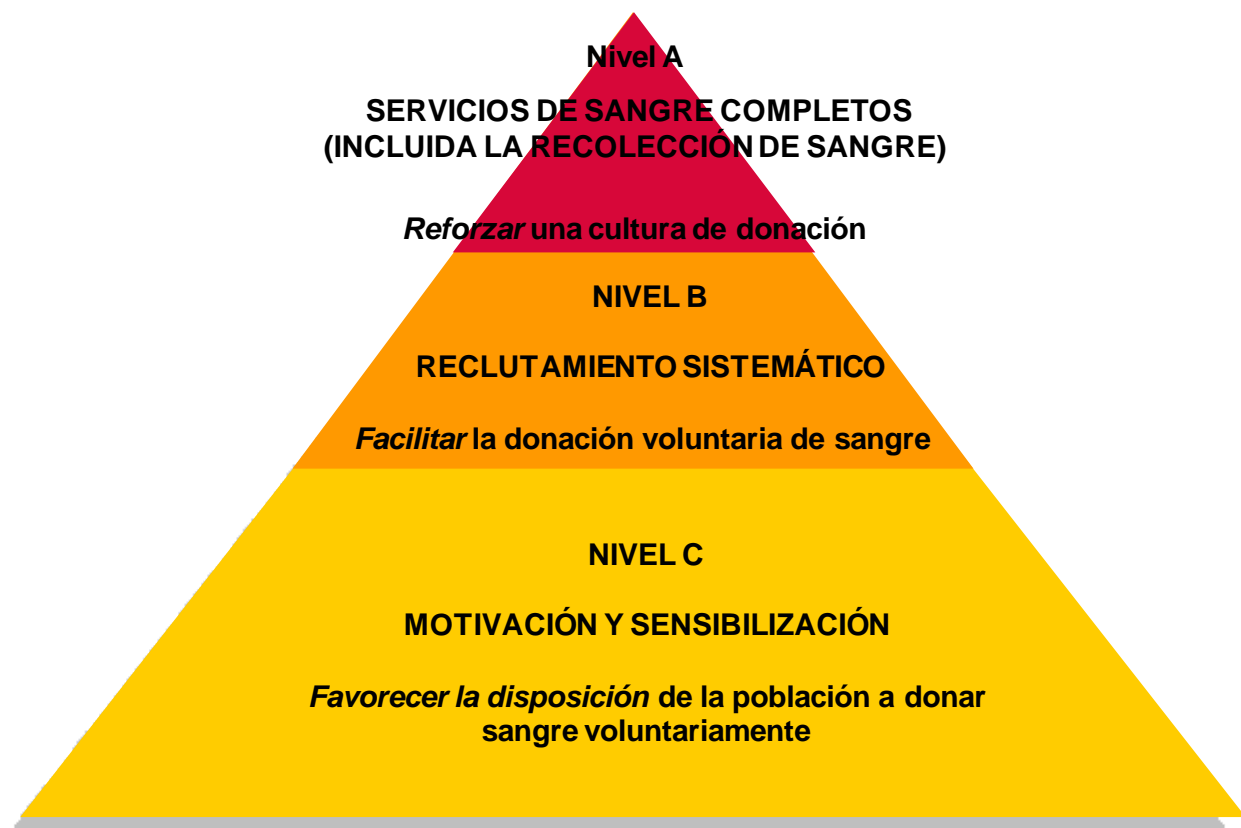 Nivel A
SERVICIOS DE SANGRE COMPLETOS
(INCLUIDA LA RECOLECCIÓN DE SANGRE)
Reforzar una cultura de donación
NIVEL B
RECLUTAMIENTO SISTEMÁTICO
Facilitar la donación voluntaria de sangre
NIVEL C
MOTIVACIÓN Y SENSIBILIZACIÓN
Favorecer la disposición de la población a donar
sangre voluntariamente